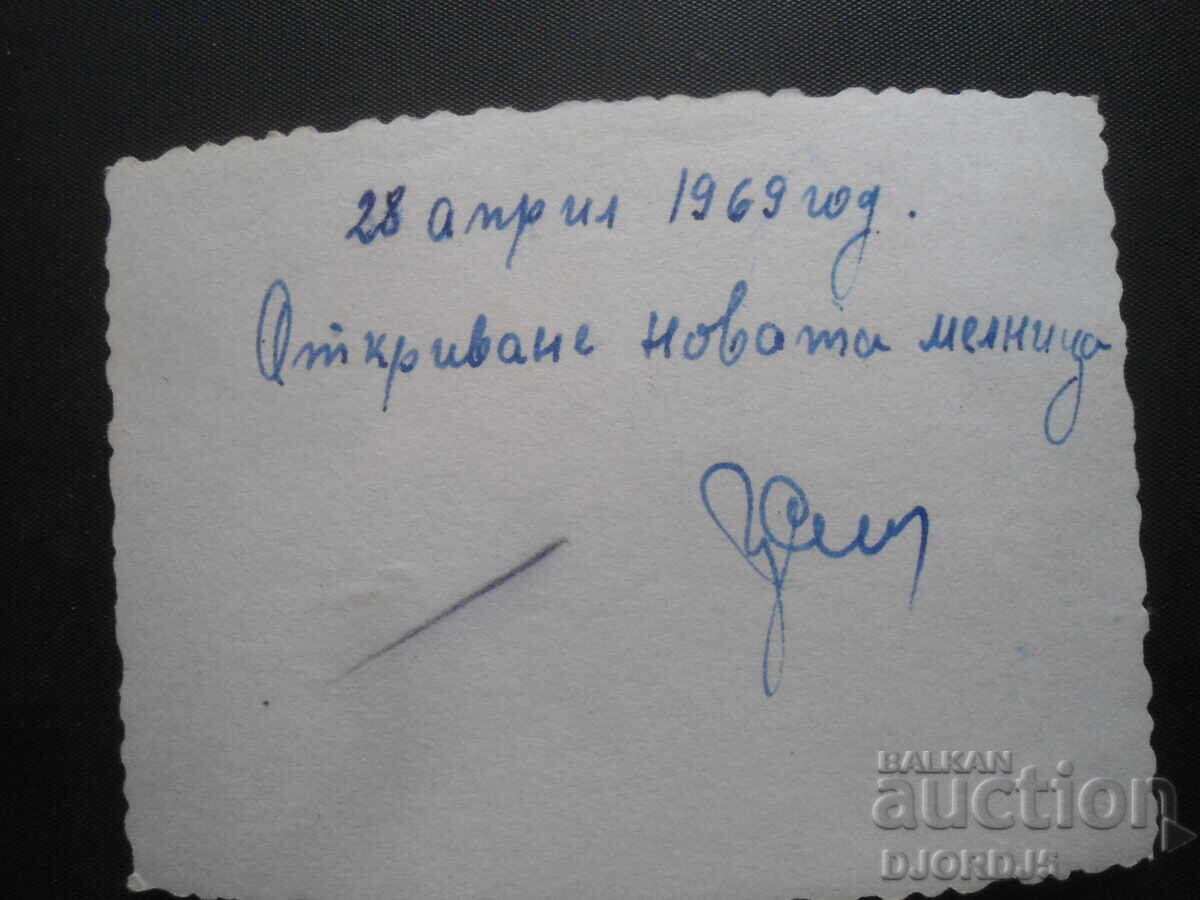 28 април 1969 год.
Откриване новата мелница
BALKAN
auction
DJORDJ5